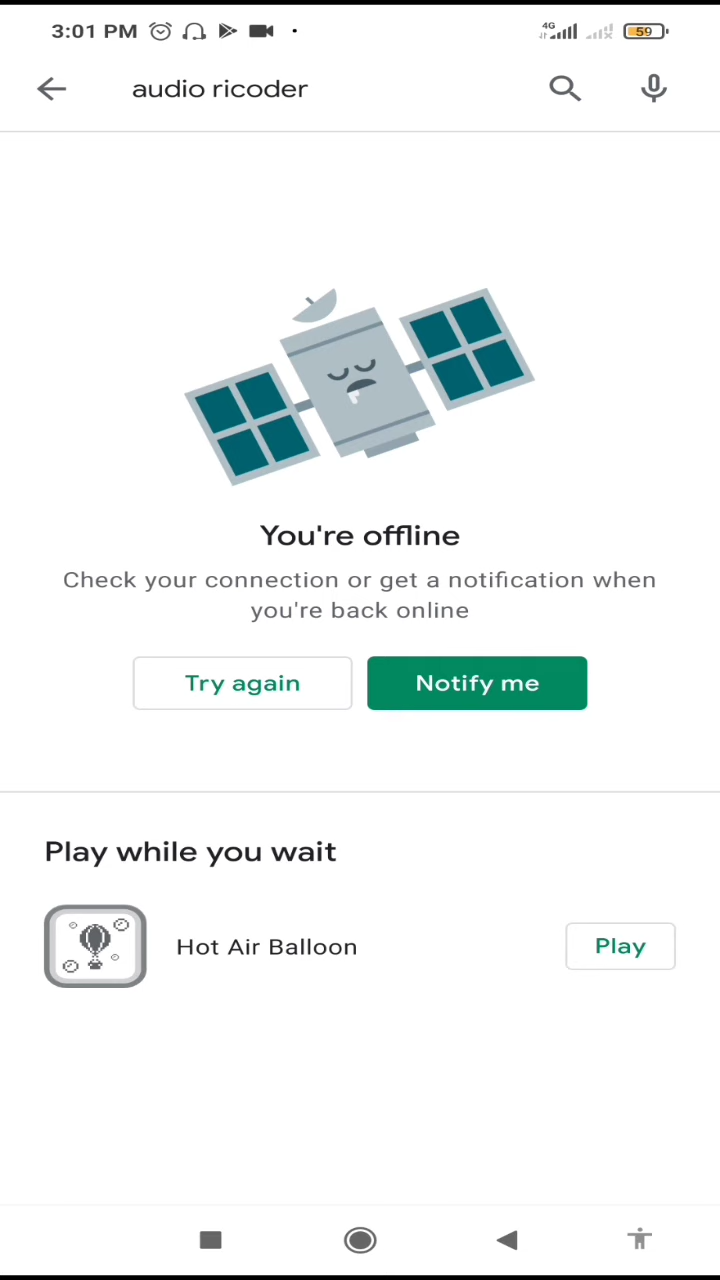 3:01 PM
4G
59
audio ricoder
You're offline
Check your connection or get a notification when
you're back online
Try again
Notify me
Play while you wait
Hot Air Balloon
Play